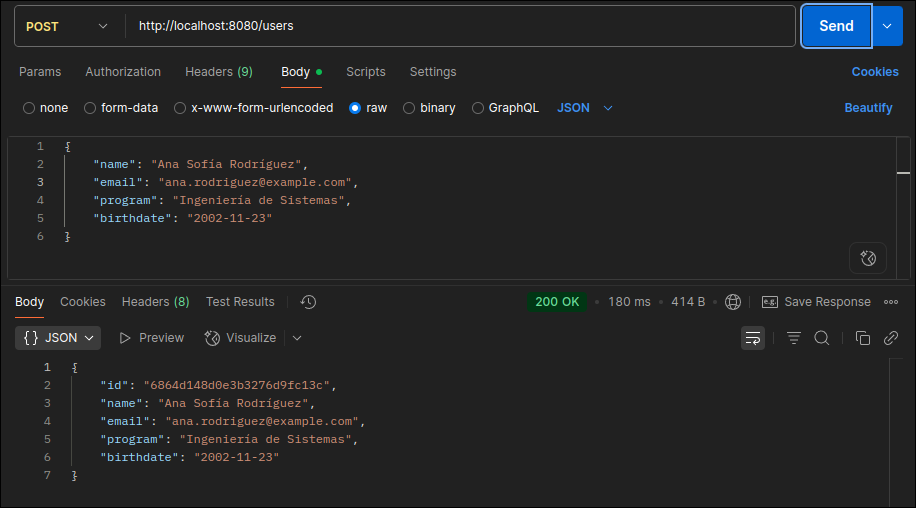 POST http://localhost:8080/users Send
Params Authorization Headers (9) Body Scripts Settings Cookies
none form-data x-www-form-urlencoded raw binary GraphQL JSON Beautify
1 {
2 "name": "Ana Sofía Rodríguez",
3 "email": "ana.rodriguez@example.com",
4 "program": "Ingeniería de Sistemas",
5 "birthdate": "2002-11-23"
6 }
Body Cookies Headers (8) Test Results 200 OK • 180 ms • 414 B e.g. Save Response
{} JSON Preview Visualize
1 {
2 "id": "6864d148d0e3b3276d9fc13c",
3 "name": "Ana Sofía Rodríguez",
4 "email": "ana.rodriguez@example.com",
5 "program": "Ingeniería de Sistemas",
6 "birthdate": "2002-11-23"
7 }